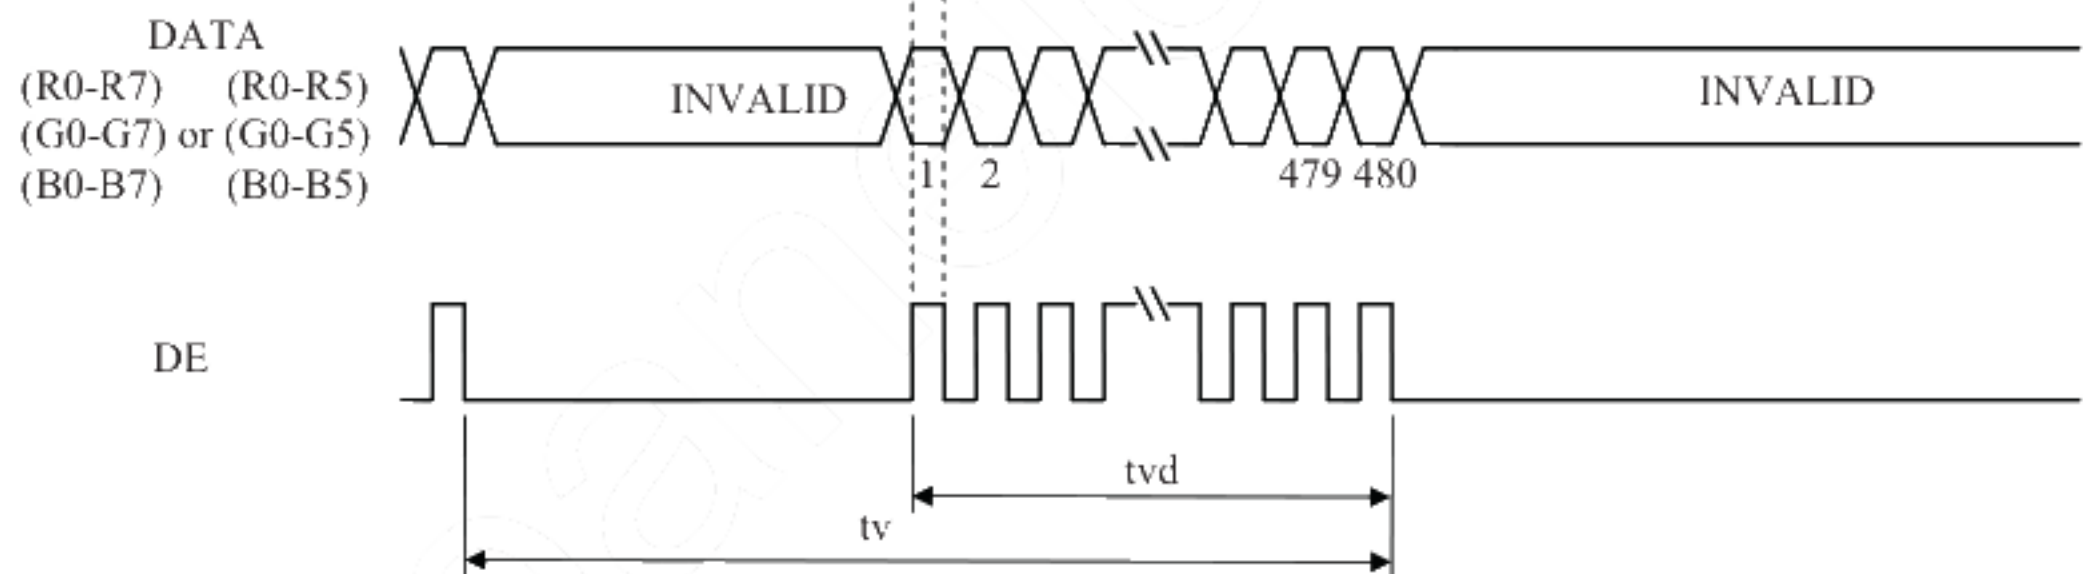 DATA
(R0-R7) (R0-R5)
(G0-G7) or (G0-G5)
(B0-B7) (B0-B5)
INVALID
INVALID
1 2 479 480
DE
tvd
tv